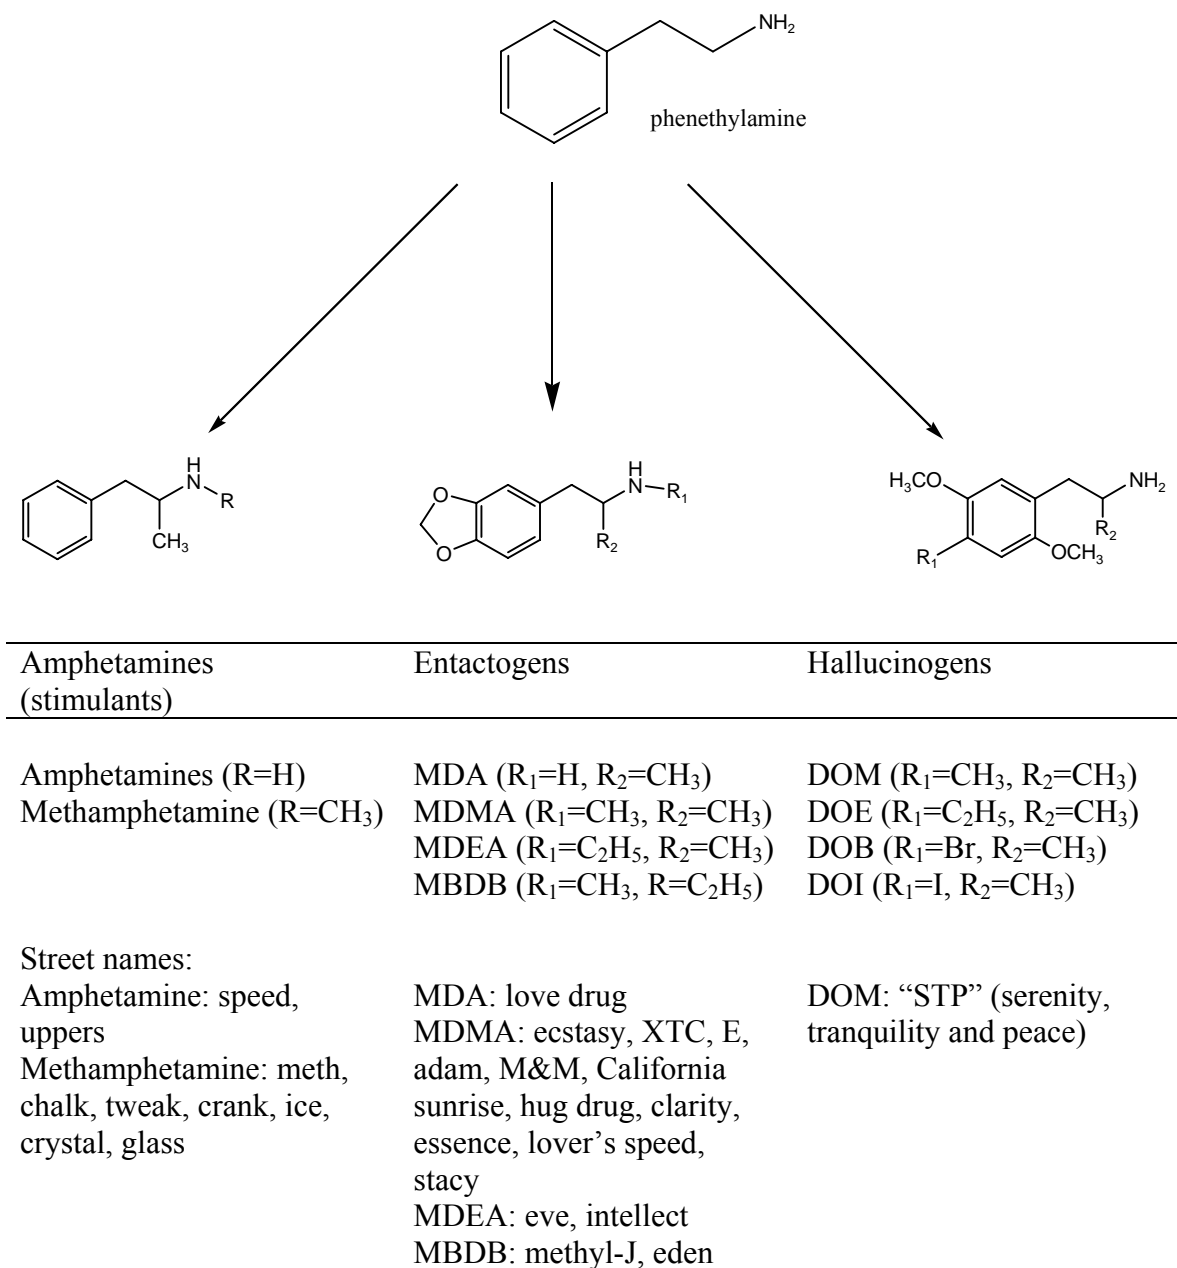 NH₂
phenethylamine
H
N
R
CH₃
O
O
H
N
R₁
R₂
H₃CO
R₁
NH₂
R₂
OCH₃
Amphetamines
(stimulants)
Entactogens
Hallucinogens
Amphetamines (R=H)
Methamphetamine (R=CH₃)
MDA (R₁=H, R₂=CH₃)
MDMA (R₁=CH₃, R₂=CH₃)
MDEA (R₁=C₂H₅, R₂=CH₃)
MBDB (R₁=CH₃, R=C₂H₅)
DOM (R₁=CH₃, R₂=CH₃)
DOE (R₁=C₂H₅, R₂=CH₃)
DOB (R₁=Br, R₂=CH₃)
DOI (R₁=I, R₂=CH₃)
Street names:
Amphetamine: speed,
uppers
Methamphetamine: meth,
chalk, tweak, crank, ice,
crystal, glass
MDA: love drug
MDMA: ecstasy, XTC, E,
adam, M&M, California
sunrise, hug drug, clarity,
essence, lover’s speed,
stacy
MDEA: eve, intellect
MBDB: methyl-J, eden
DOM: “STP” (serenity,
tranquility and peace)